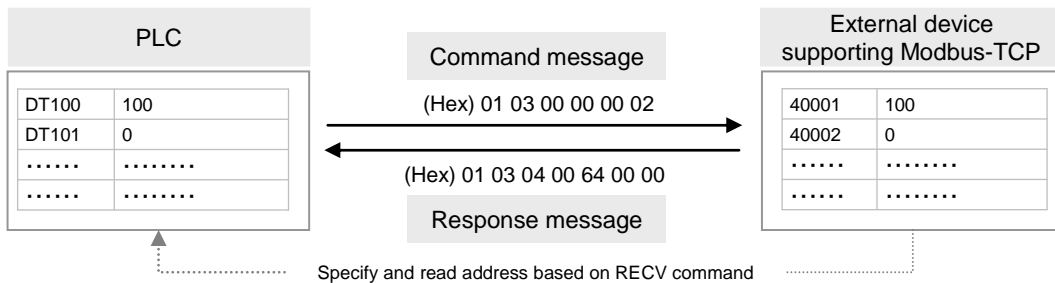 PLC
External device
supporting Modbus-TCP
Command message
(Hex) 01 03 00 00 00 02
DT100 100
DT101 0
······ ········
······ ········
40001 100
40002 0
······ ········
······ ········
(Hex) 01 03 04 00 64 00 00
Response message
Specify and read address based on RECV command